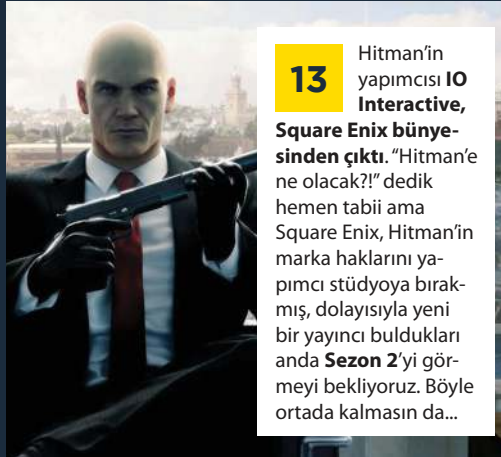 13
Hitman’in
yapımcısı IO
Interactive,
Square Enix bünye-
sinden çıktı. “Hitman’e
ne olacak?!” dedik
hemen tabii ama
Square Enix, Hitman’in
marka haklarını ya-
pımcı stüdyoya bırak-
mış, dolayısıyla yeni
bir yayıncı buldukları
anda Sezon 2’yi gör-
meyi bekliyoruz. Böyle
ortada kalmasın da...